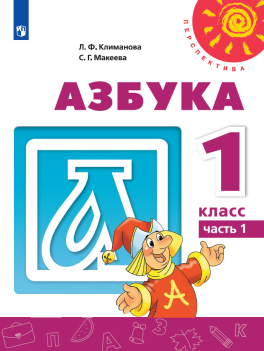 Л. Ф. Климанова
С. Г. Макеева
ПЕРСПЕКТИВА
АЗБУКА
1
класс
часть 1
А
А